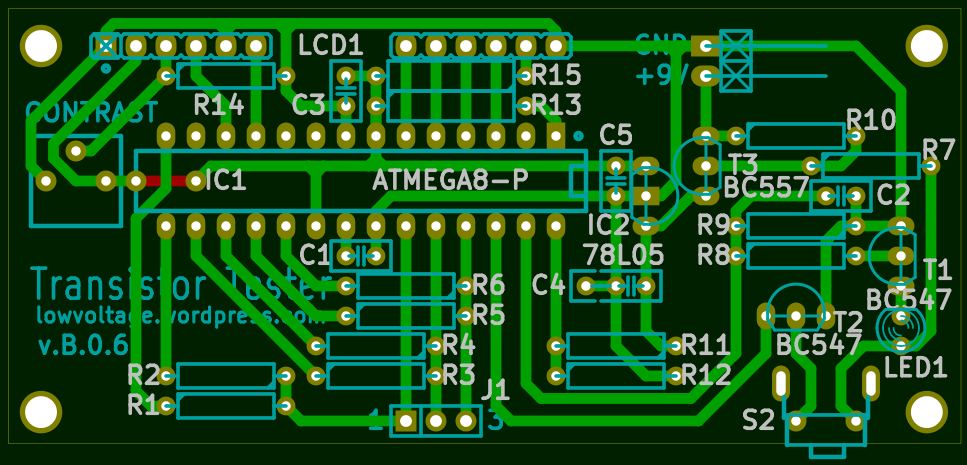 LCD1
GND
+9V
R15
R14
C3
R13
CONTRAST
C5
R10
R7
T3
IC1
ATMEGA8-P
BC557
C2
IC2
R9
C1
78L05
R8
T1
Transistor Tester
C4
R6
BC547
lowvoltage.wordpress.com
R5
T2
v.B.0.6
R4
R11
BC547
LED1
R2
R3
R12
J1
R1
1
3
S2